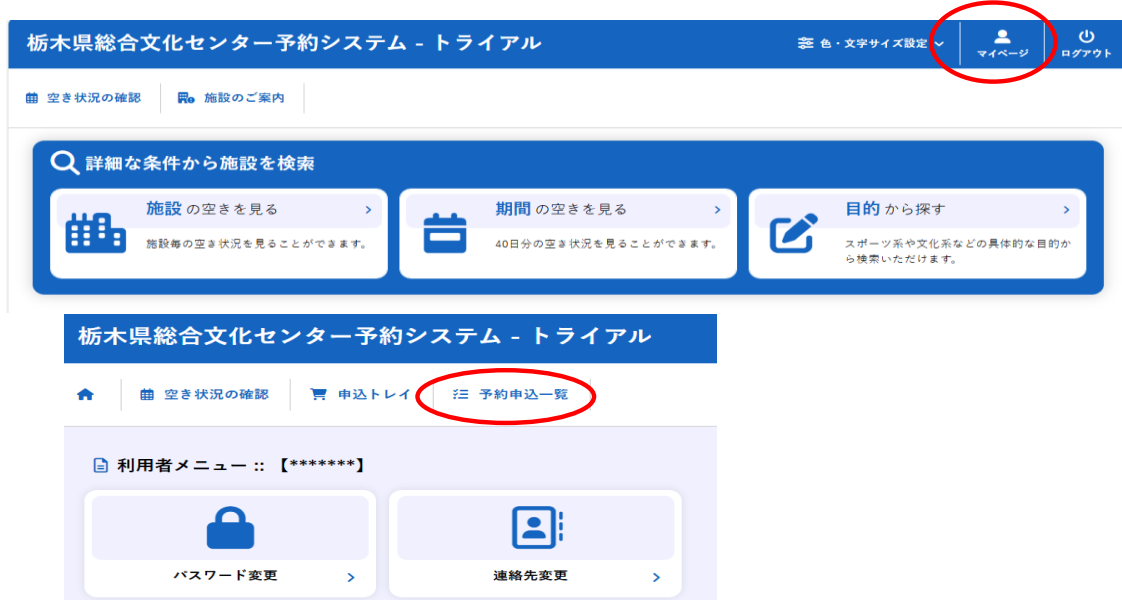 栃木県総合文化センター予約システム - トライアル
色・文字サイズ設定
マイページ
ログアウト
空き状況の確認
施設のご案内
詳細な条件から施設を検索
施設 の空きを見る
施設毎の空き状況を見ることができます。
期間 の空きを見る
40日分の空き状況を見ることができます。
目的 から探す
スポーツ系や文化系などの具体的な目的か
ら検索いただけます。
栃木県総合文化センター予約システム - トライアル
空き状況の確認
申込トレイ
予約申込一覧
利用者メニュー :: 【*******】
パスワード変更
連絡先変更